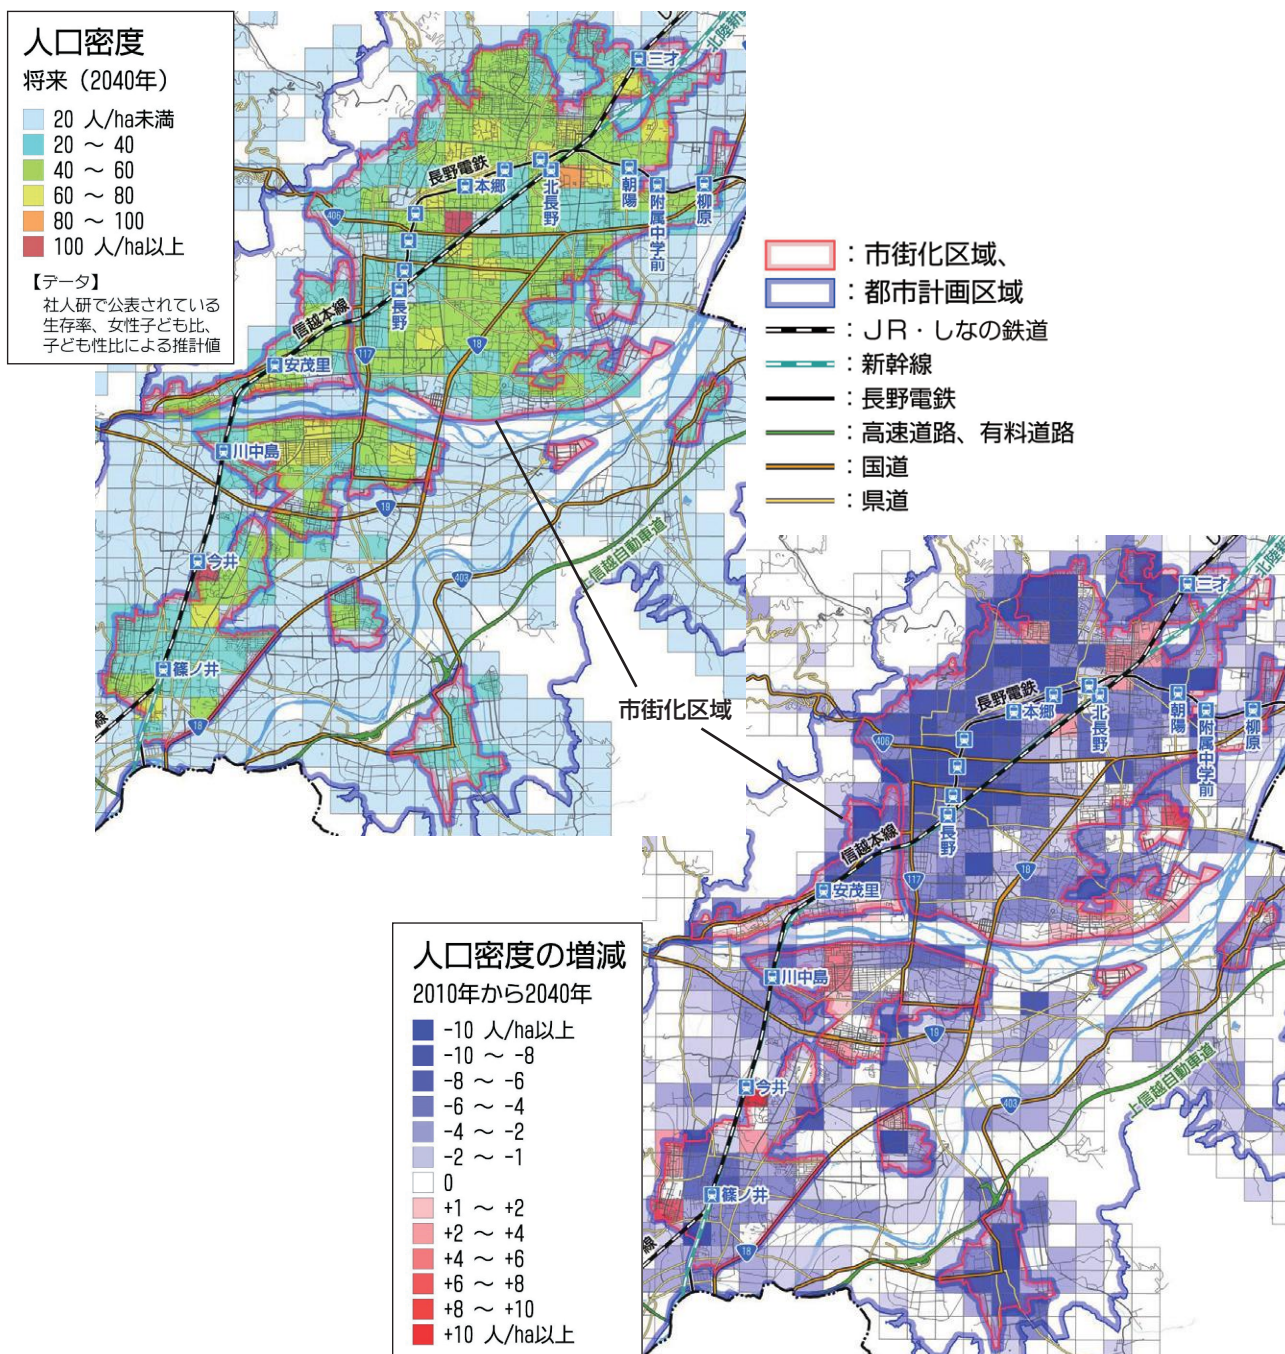 人口密度
将来（2040年）
20 人/ha未満
20 ～ 40
40 ～ 60
60 ～ 80
80 ～ 100
100 人/ha以上
【データ】
社人研で公表されている
生存率、女性子ども比、
子ども性比による推計値
三才
北陸新
長野電鉄
本郷
北長野
朝陽
附属中学前
柳原
406
長野
信越本線
安茂里
117
18
川中島
19
今井
403
上信越自動車道
篠ノ井
線
18
：市街化区域、
：都市計画区域
：ＪＲ・しなの鉄道
：新幹線
：長野電鉄
：高速道路、有料道路
：国道
：県道
市街化区域
三才
北陸新
長野電鉄
本郷
北長野
朝陽
附属中学前
柳原
406
長野
信越本線
安茂里
117
18
川中島
19
今井
403
上信越自動車道
篠ノ井
線
18
人口密度の増減
2010年から2040年
-10 人/ha以上
-10 ～ -8
-8 ～ -6
-6 ～ -4
-4 ～ -2
-2 ～ -1
0
+1 ～ +2
+2 ～ +4
+4 ～ +6
+6 ～ +8
+8 ～ +10
+10 人/ha以上